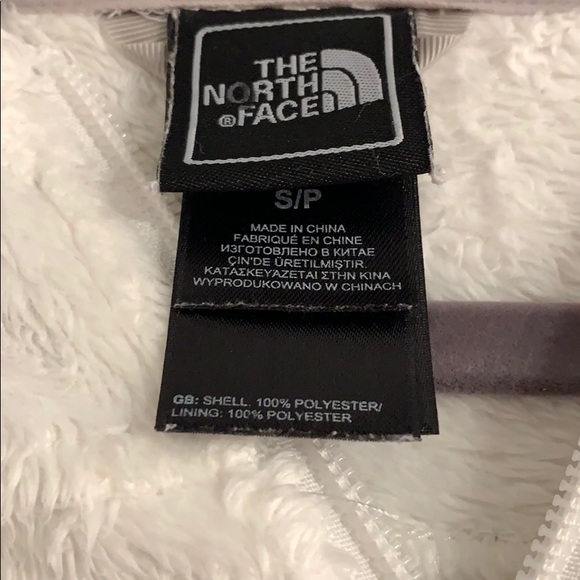 THE
NORTH
FACE
®
S/P
MADE IN CHINA
FABRIQUÉ EN CHINE
ИЗГОТОВЛЕНО В КИТАЕ
ÇIN'DE ÜRETILMIŞTIR
ΚΑΤΑΣΚΕΥΆΖΕΤΑΙ ΣΤΗΝ ΚΙΝΑ
WYPRODUKOWANO W CHINACH
GB: SHELL. 100% POLYESTER/
LINING: 100% POLYESTER